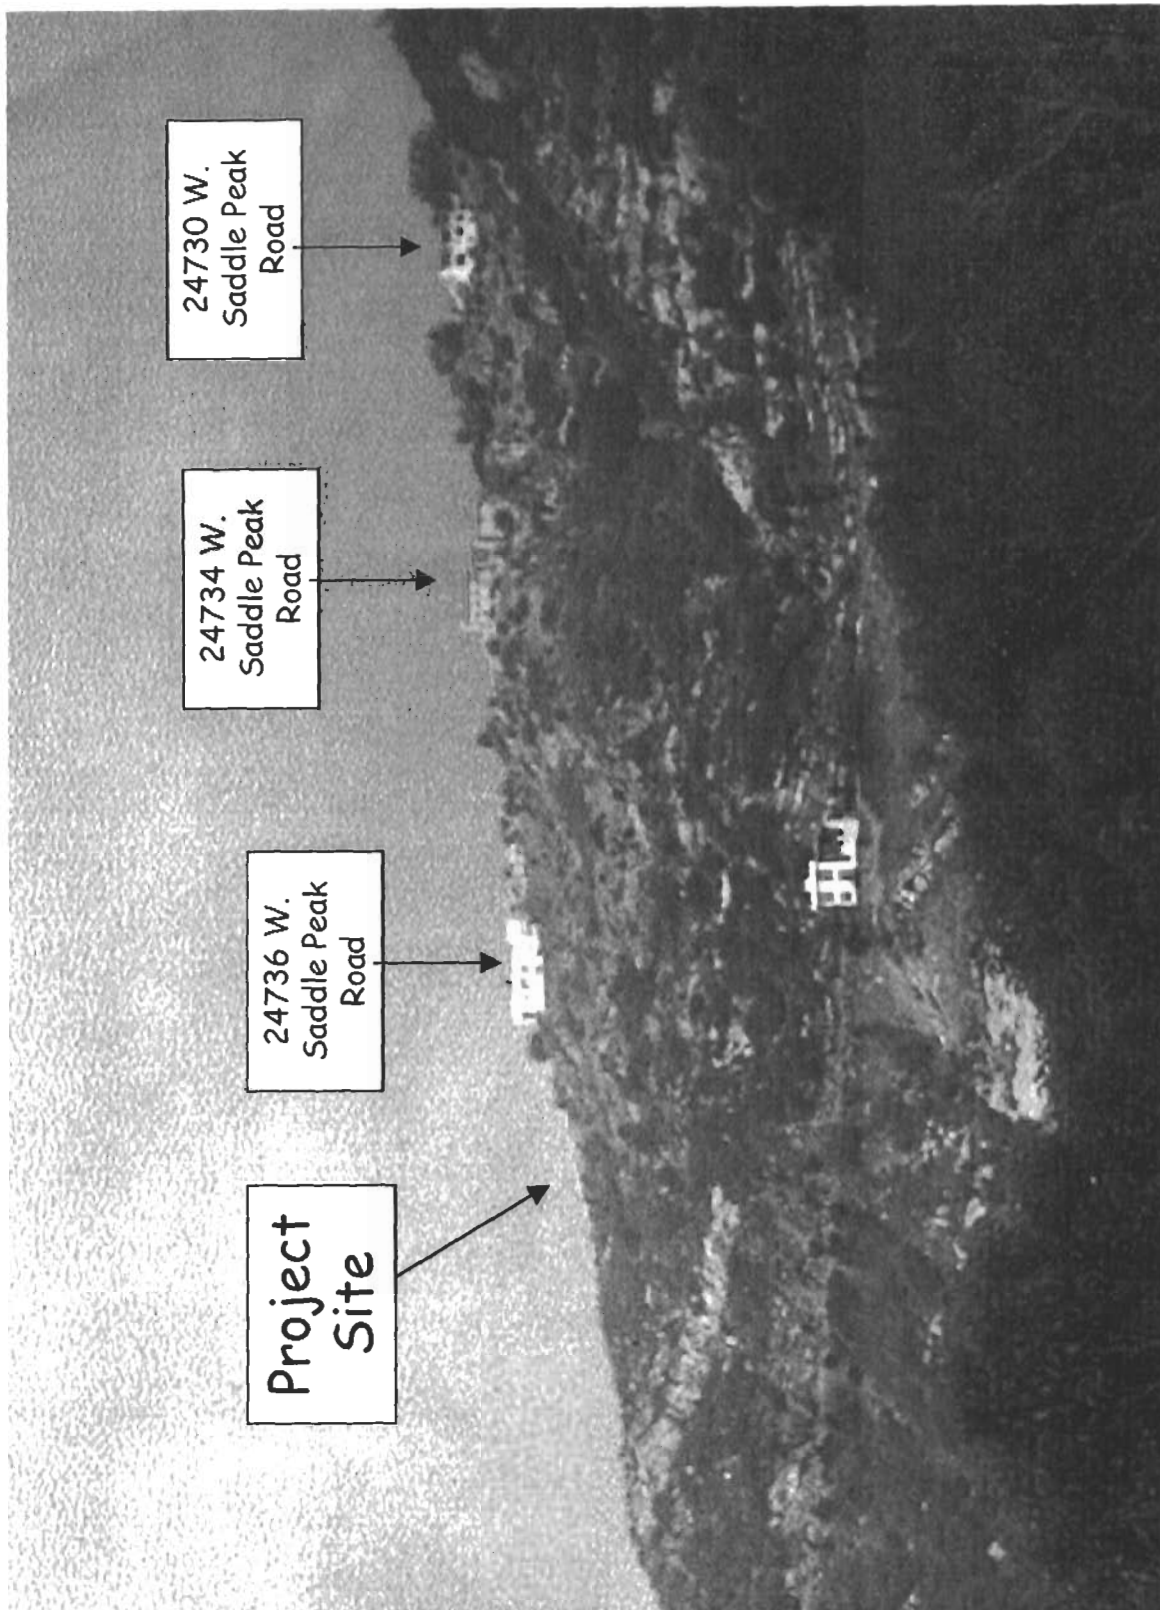 Project
Site
24736 W.
Saddle Peak
Road
24734 W.
Saddle Peak
Road
24730 W.
Saddle Peak
Road